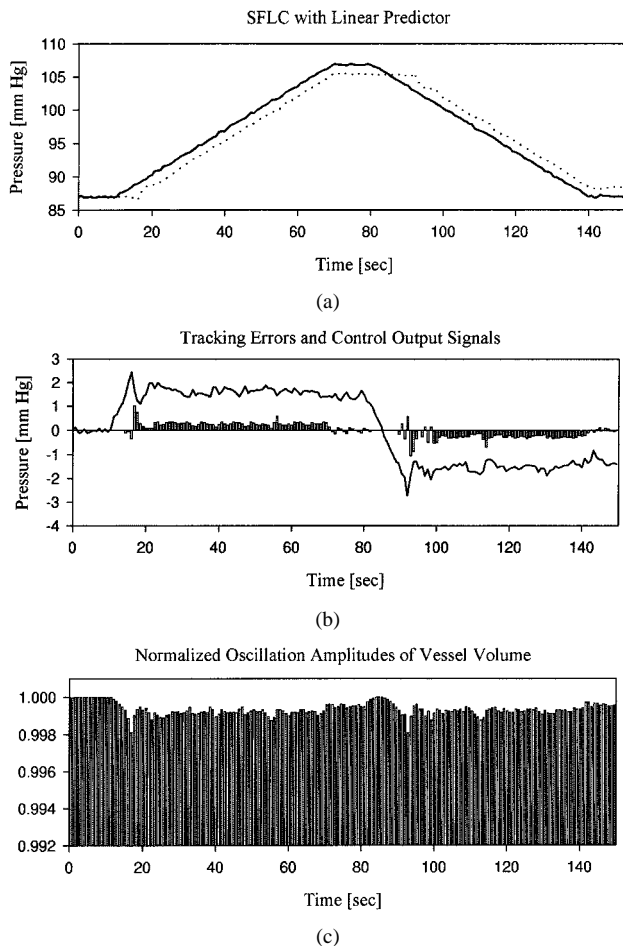 SFLC with Linear Predictor
110
105
100
95
90
85
Pressure [mm Hg]
20 40 60 80 100 120 140
Time [sec]
(a)
Tracking Errors and Control Output Signals
3
2
1
0
-1
-2
-3
-4
Pressure [mm Hg]
0 20 40 60 80 100 120 140
Time [sec]
(b)
Normalized Oscillation Amplitudes of Vessel Volume
1.000
0.998
0.996
0.994
0.992
0 20 40 60 80 100 120 140
Time [sec]
(c)